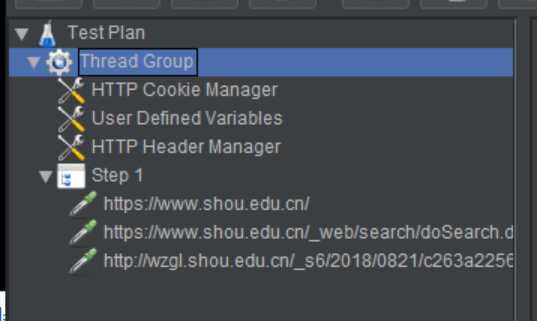 Test Plan
Thread Group
HTTP Cookie Manager
User Defined Variables
HTTP Header Manager
Step 1
https://www.shou.edu.cn/
https://www.shou.edu.cn/_web/search/doSearch.d
http://wzgl.shou.edu.cn/_s6/2018/0821/c263a2256